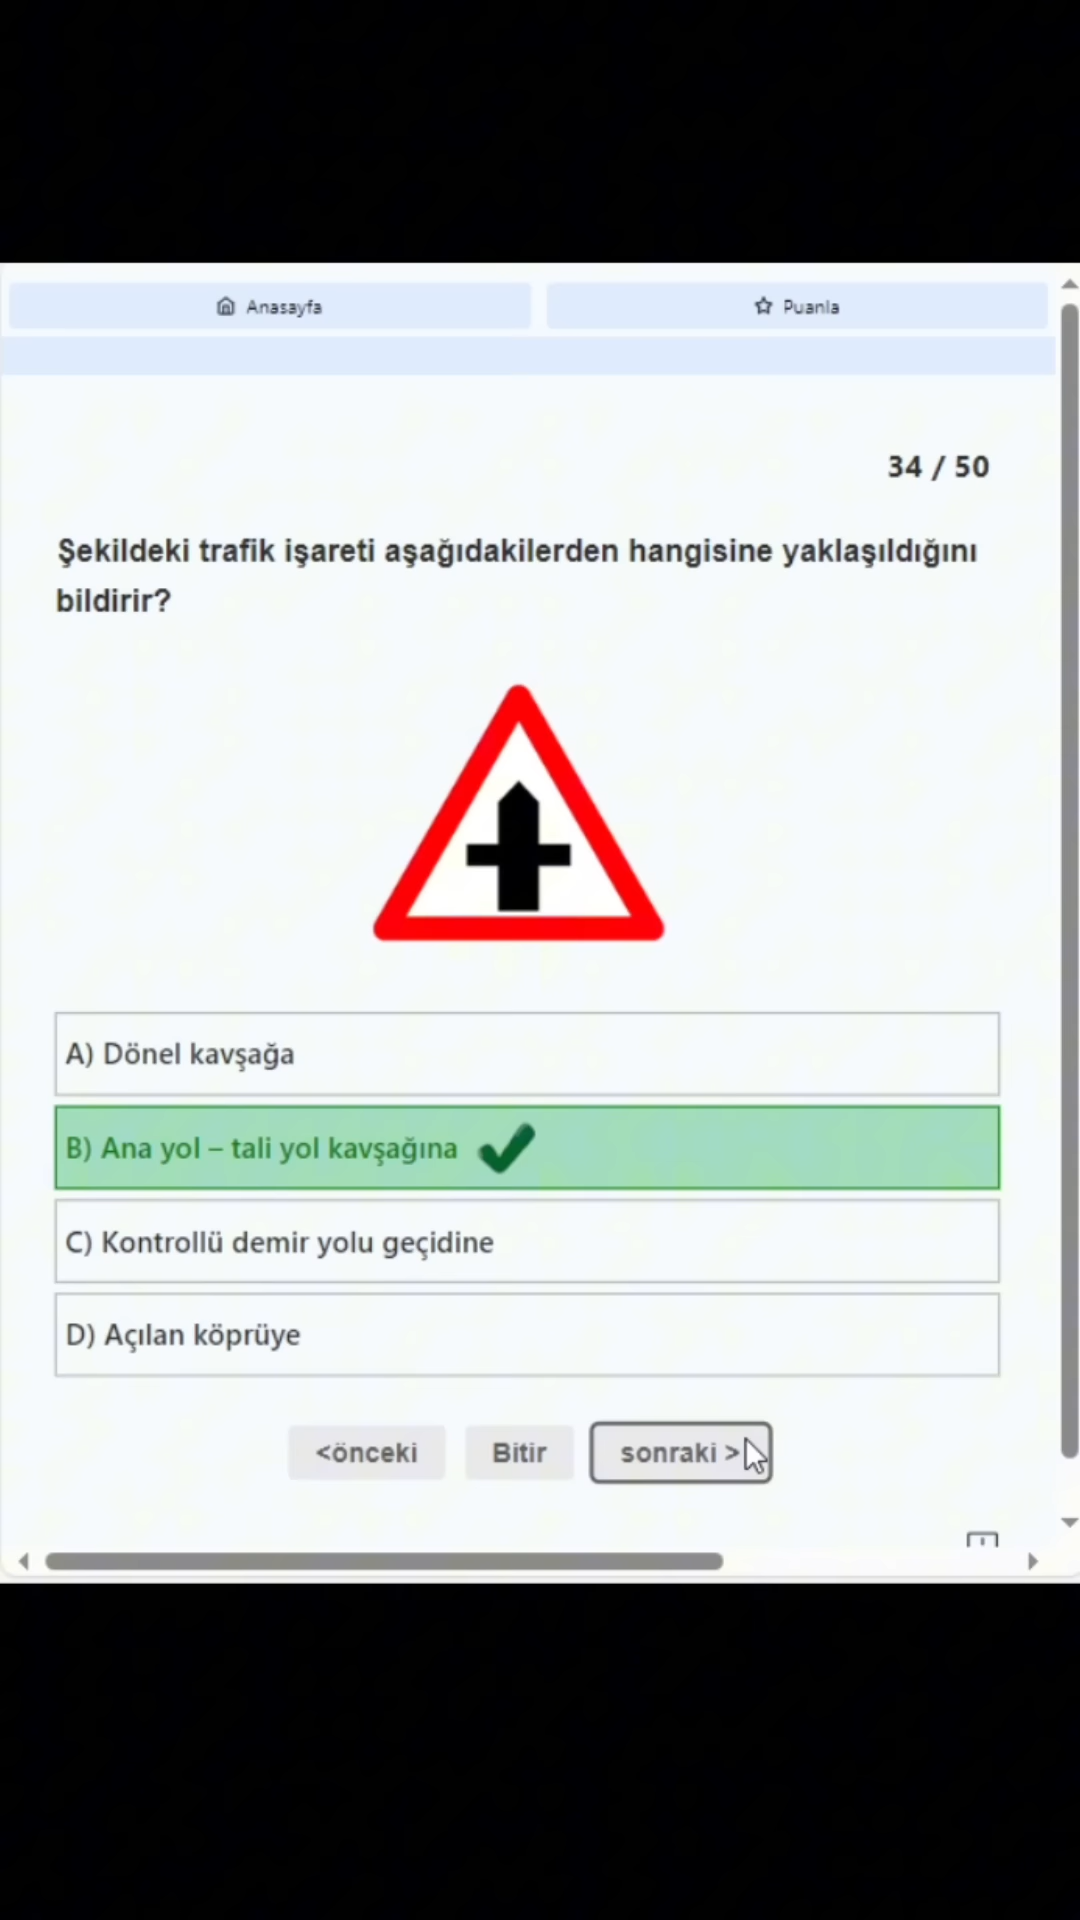 Anasayfa
Puanla
34 / 50
Şekildeki trafik işareti aşağıdakilerden hangisine yaklaşıldığını
bildirir?
A) Dönel kavşağa
B) Ana yol – tali yol kavşağına
C) Kontrollü demir yolu geçidine
D) Açılan köprüye
<önceki
Bitir
sonraki >